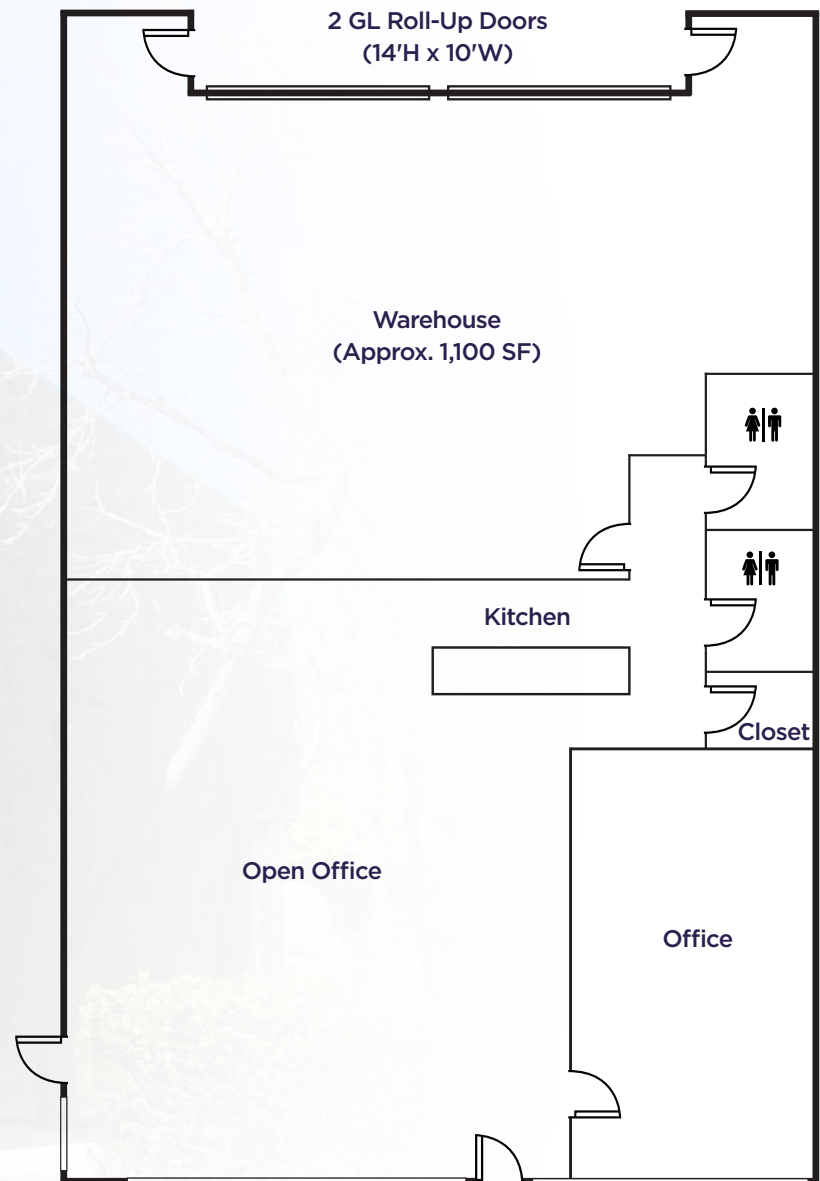 2 GL Roll-Up Doors
(14'H x 10'W)
Warehouse
(Approx. 1,100 SF)
Kitchen
Closet
Open Office
Office